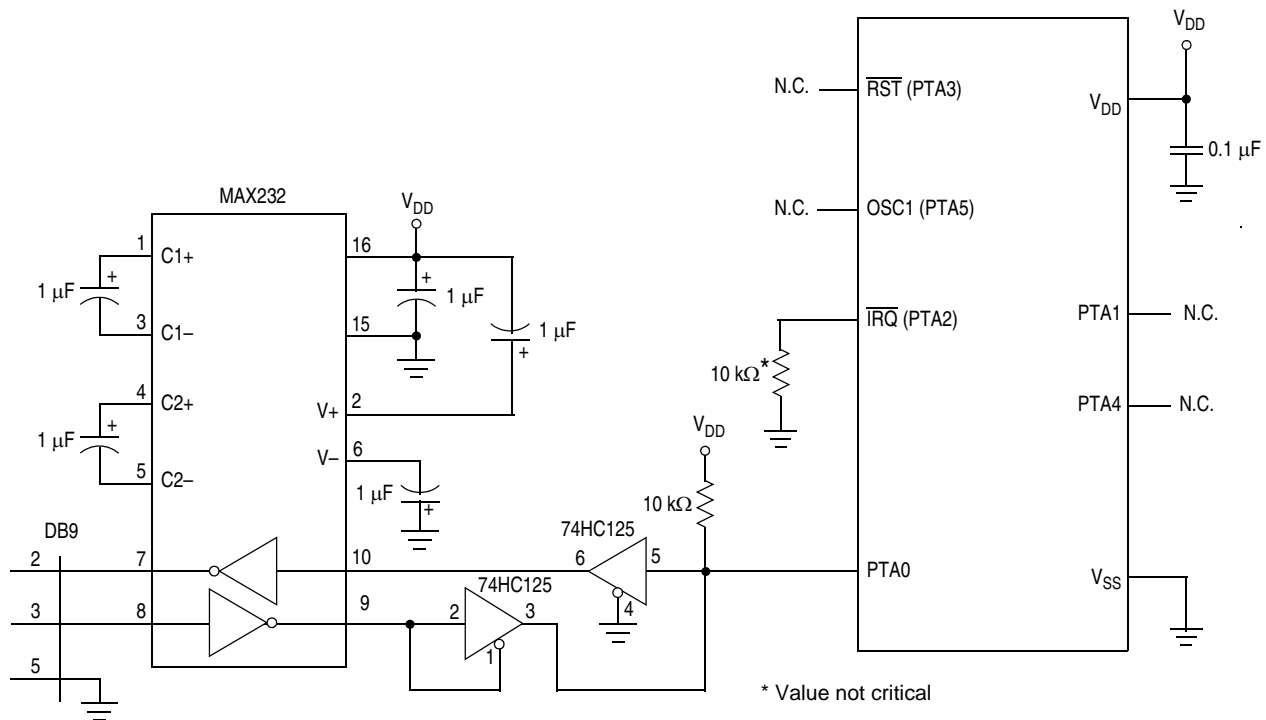 V_DD
N.C.
RST (PTA3)
V_DD
0.1 µF
MAX232
V_DD
N.C.
OSC1 (PTA5)
1
C1+
16
+
1 µF
+
1 µF
1 µF
+
3
C1–
15
IRQ (PTA2)
PTA1
N.C.
10 kΩ*
4
C2+
V+
2
PTA4
N.C.
+
1 µF
V–
6
V_DD
5
C2–
1 µF
+
10 kΩ
DB9
74HC125
2
7
10
6
5
PTA0
V_SS
74HC125
4
3
8
9
2
3
1
5
* Value not critical